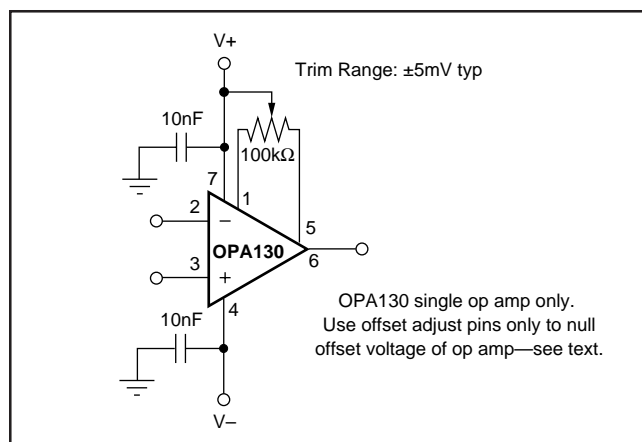 V+
Trim Range: ±5mV typ
10nF
100kΩ
7
1
2
–
5
OPA130
6
3
+
4
10nF
OPA130 single op amp only.
Use offset adjust pins only to null
offset voltage of op amp—see text.
V–